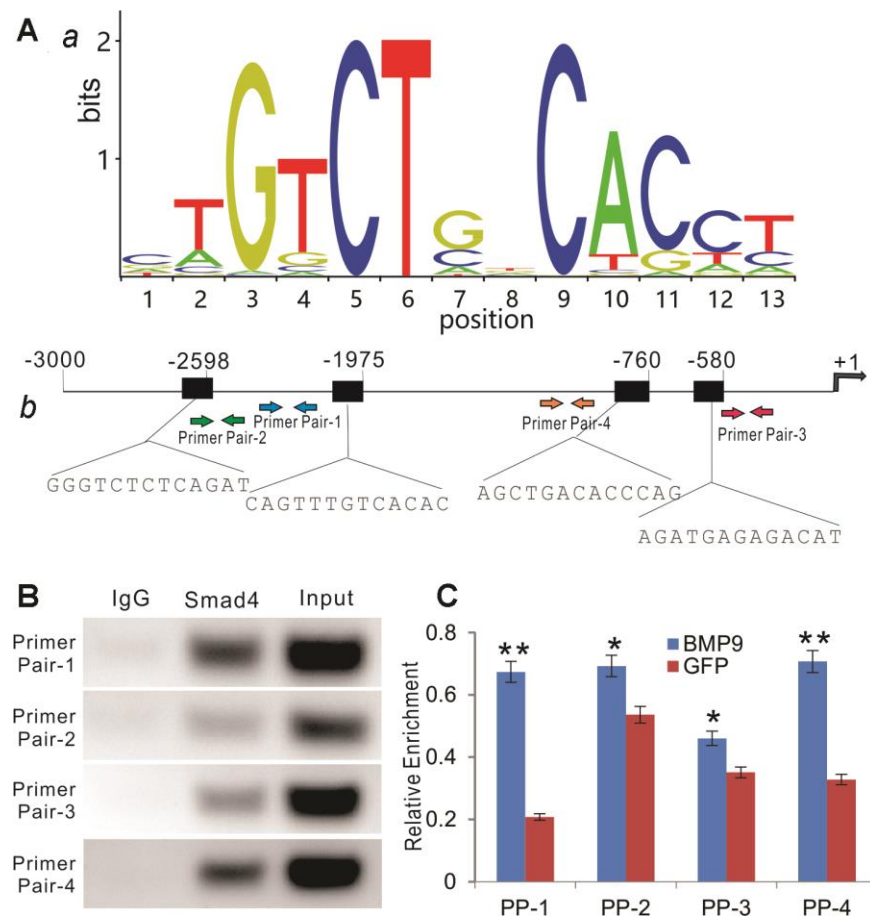 A
a
bits
2
1
C T G T C T G C A C C T
1 2 3 4 5 6 7 8 9 10 11 12 13
position
b
-3000 -2598 -1975 -760 -580 +1
Primer Pair-2 Primer Pair-1 Primer Pair-4 Primer Pair-3
GGGTCTCTCAGAT
CAGTTTGTCACAC
AGCTGACACCCAG
AGATGAGAGACAT
B
IgG Smad4 Input
Primer
Pair-1
Primer
Pair-2
Primer
Pair-3
Primer
Pair-4
C
Relative Enrichment
0.8
0.6
0.4
0.2
0
BMP9
GFP
** * * **
PP-1 PP-2 PP-3 PP-4